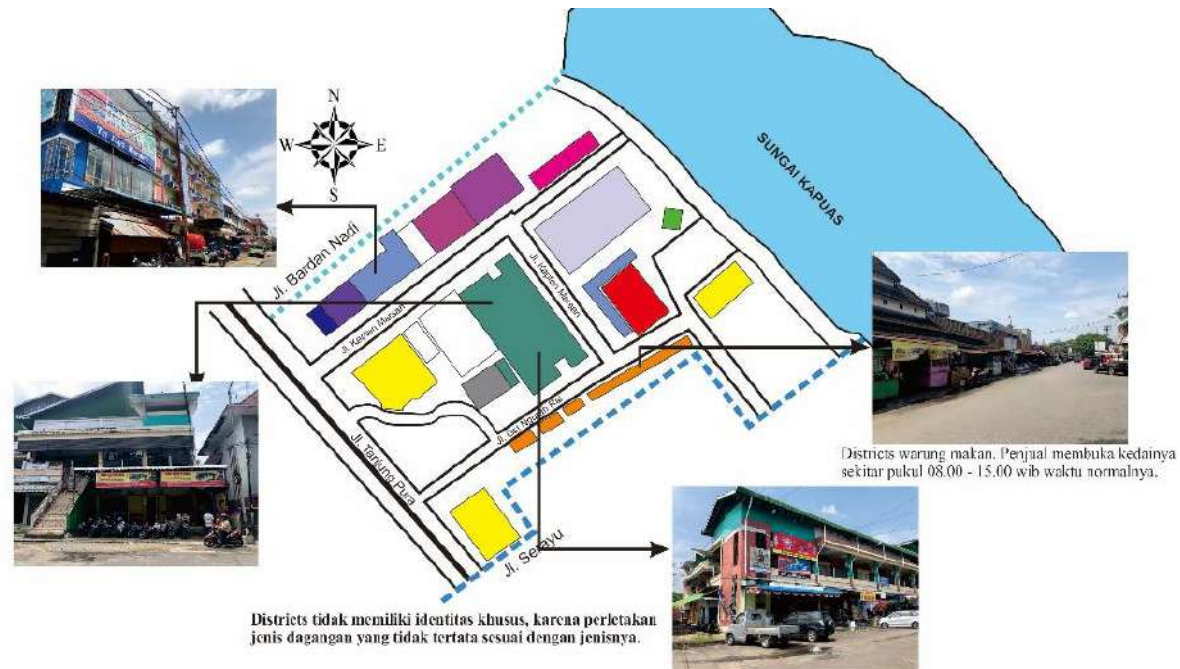 N
W
E
S
SUNGAI KAPUAS
Jl. Bardan Nadi
Jl. Kapten Marsan
Jl. Kapten Marsan
Jl. Tanjung Pura
Jl. Serayu
Districts warung makan. Penjual membuka kedainya
sekitar pukul 08.00 - 15.00 wib waktu normalnya.
Districts tidak memiliki identitas khusus, karena perletakan
jenis dagangan yang tidak tertata sesuai dengan jenisnya.